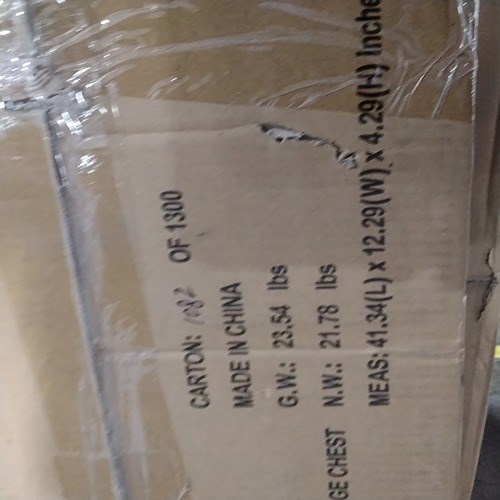 CARTON: 1082 OF 1300
MADE IN CHINA
G.W.: 23.54 lbs
GE CHEST N.W.: 21.78 lbs
MEAS: 41.34(L) x 12.29(W) x 4.29(H) Inche